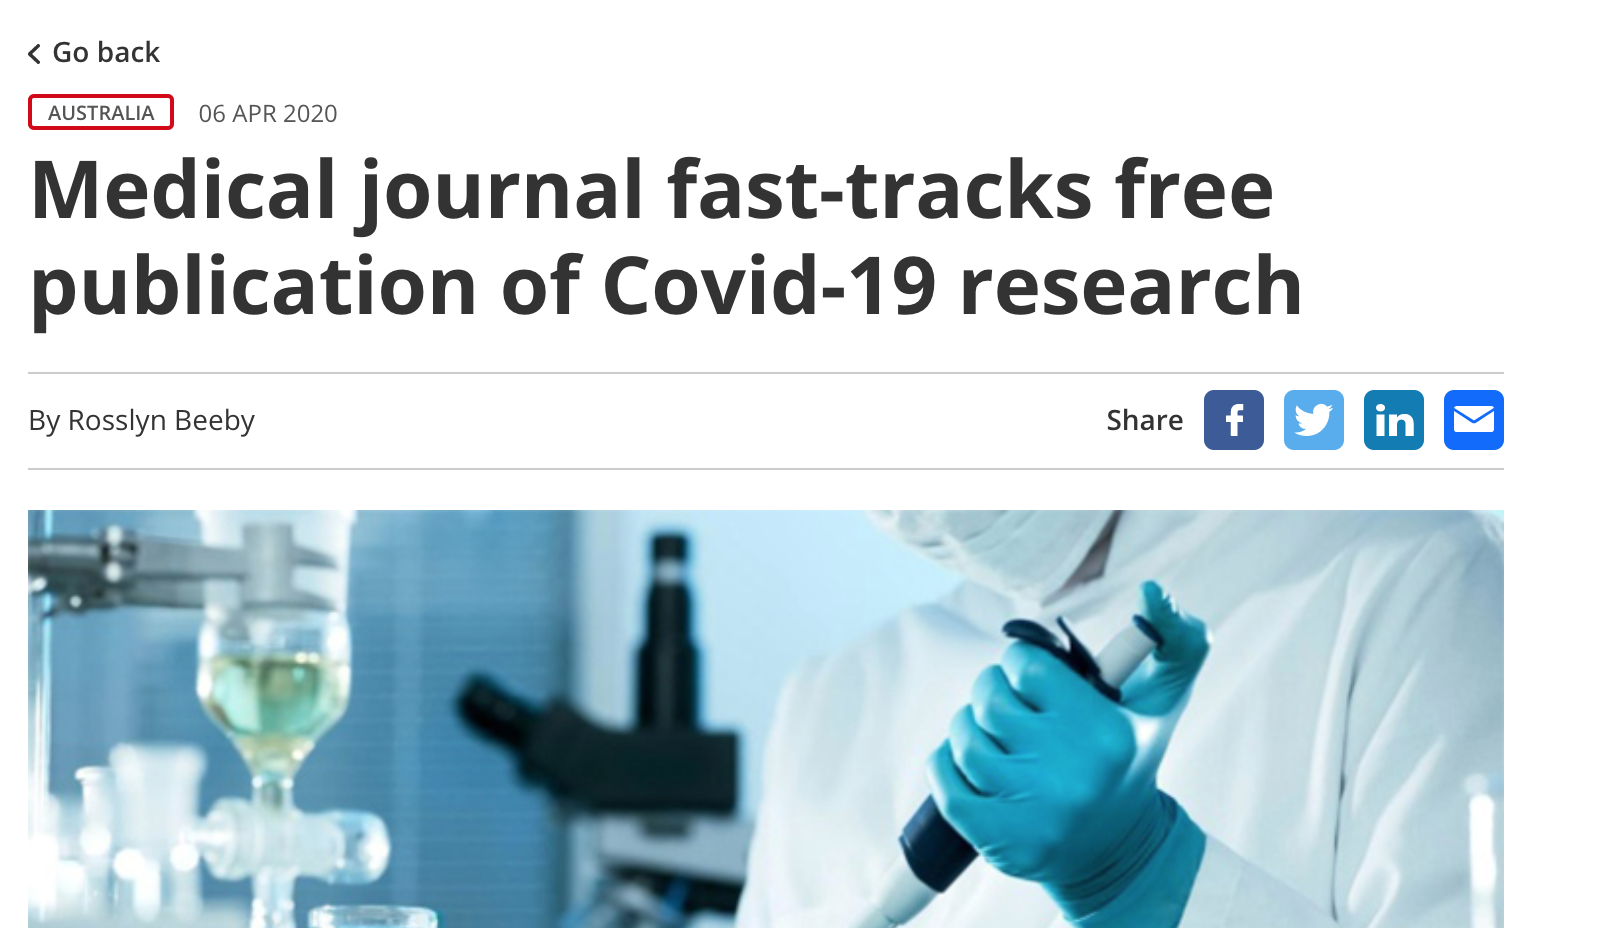 Go back
AUSTRALIA 06 APR 2020
Medical journal fast-tracks free
publication of Covid-19 research
By Rosslyn Beeby Share